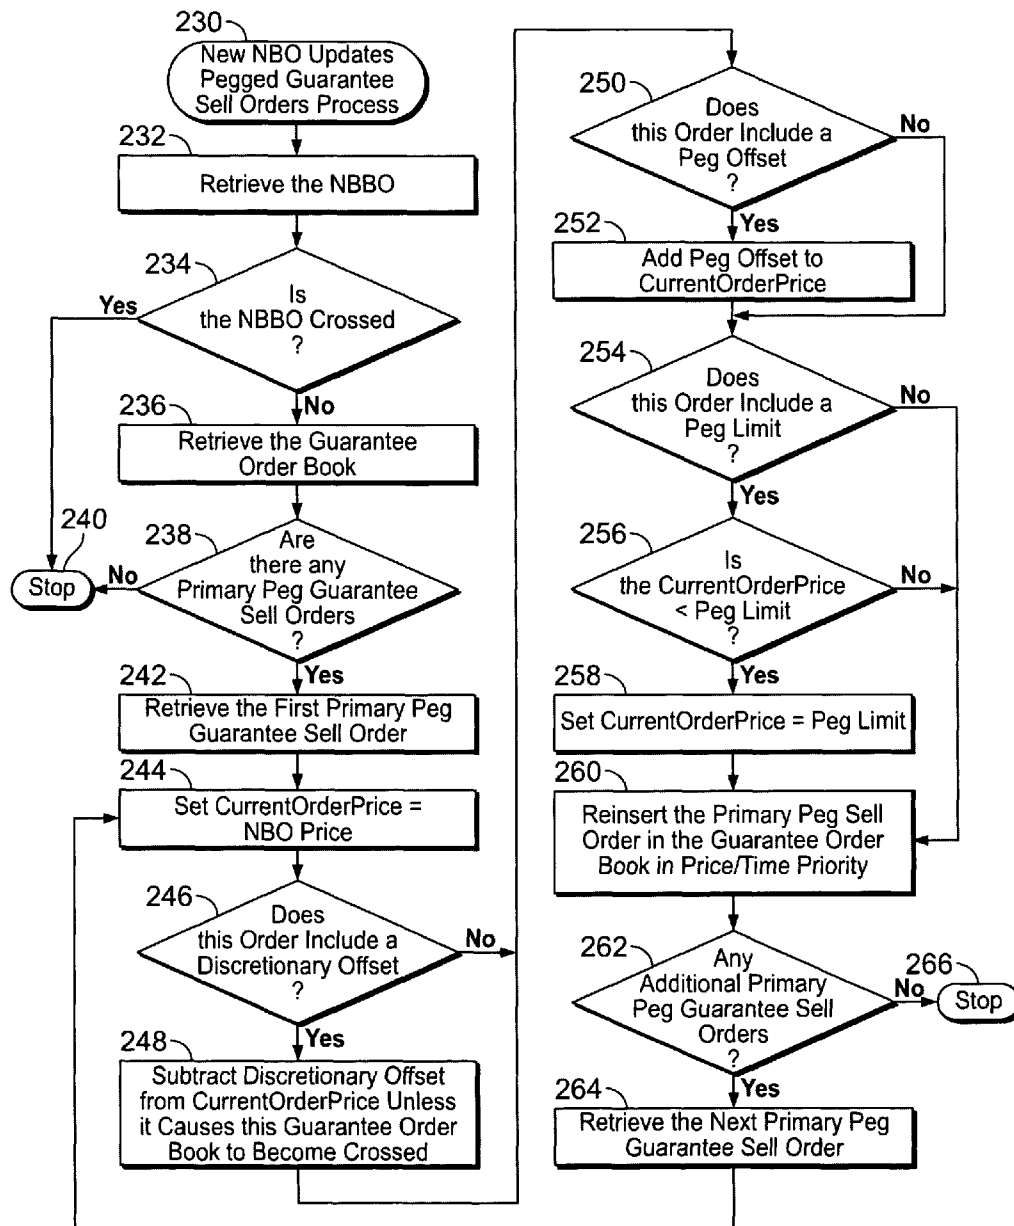 230
New NBO Updates
Pegged Guarantee
Sell Orders Process
232
Retrieve the NBBO
234
Is
the NBBO Crossed
?
Yes
No
236
Retrieve the Guarantee
Order Book
238
Are
there any
Primary Peg Guarantee
Sell Orders
?
No
240
Stop
Yes
242
Retrieve the First Primary Peg
Guarantee Sell Order
244
Set CurrentOrderPrice =
NBO Price
246
Does
this Order Include a
Discretionary Offset
?
No
Yes
248
Subtract Discretionary Offset
from CurrentOrderPrice Unless
it Causes this Guarantee Order
Book to Become Crossed
250
Does
this Order Include a
Peg Offset
?
No
Yes
252
Add Peg Offset to
CurrentOrderPrice
254
Does
this Order Include a
Peg Limit
?
No
Yes
256
Is
the CurrentOrderPrice
< Peg Limit
?
No
Yes
258
Set CurrentOrderPrice = Peg Limit
260
Reinsert the Primary Peg Sell
Order in the Guarantee Order
Book in Price/Time Priority
262
Any
Additional Primary
Peg Guarantee Sell
Orders
?
No
266
Stop
Yes
264
Retrieve the Next Primary Peg
Guarantee Sell Order